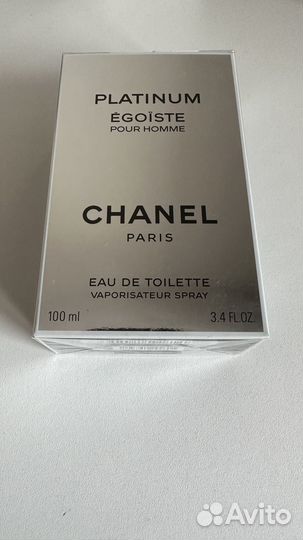 PLATINUM
ÉGOÏSTE
POUR HOMME
CHANEL
PARIS
EAU DE TOILETTE
VAPORISATEUR SPRAY
100 ml 3.4 FL.OZ.
Avito